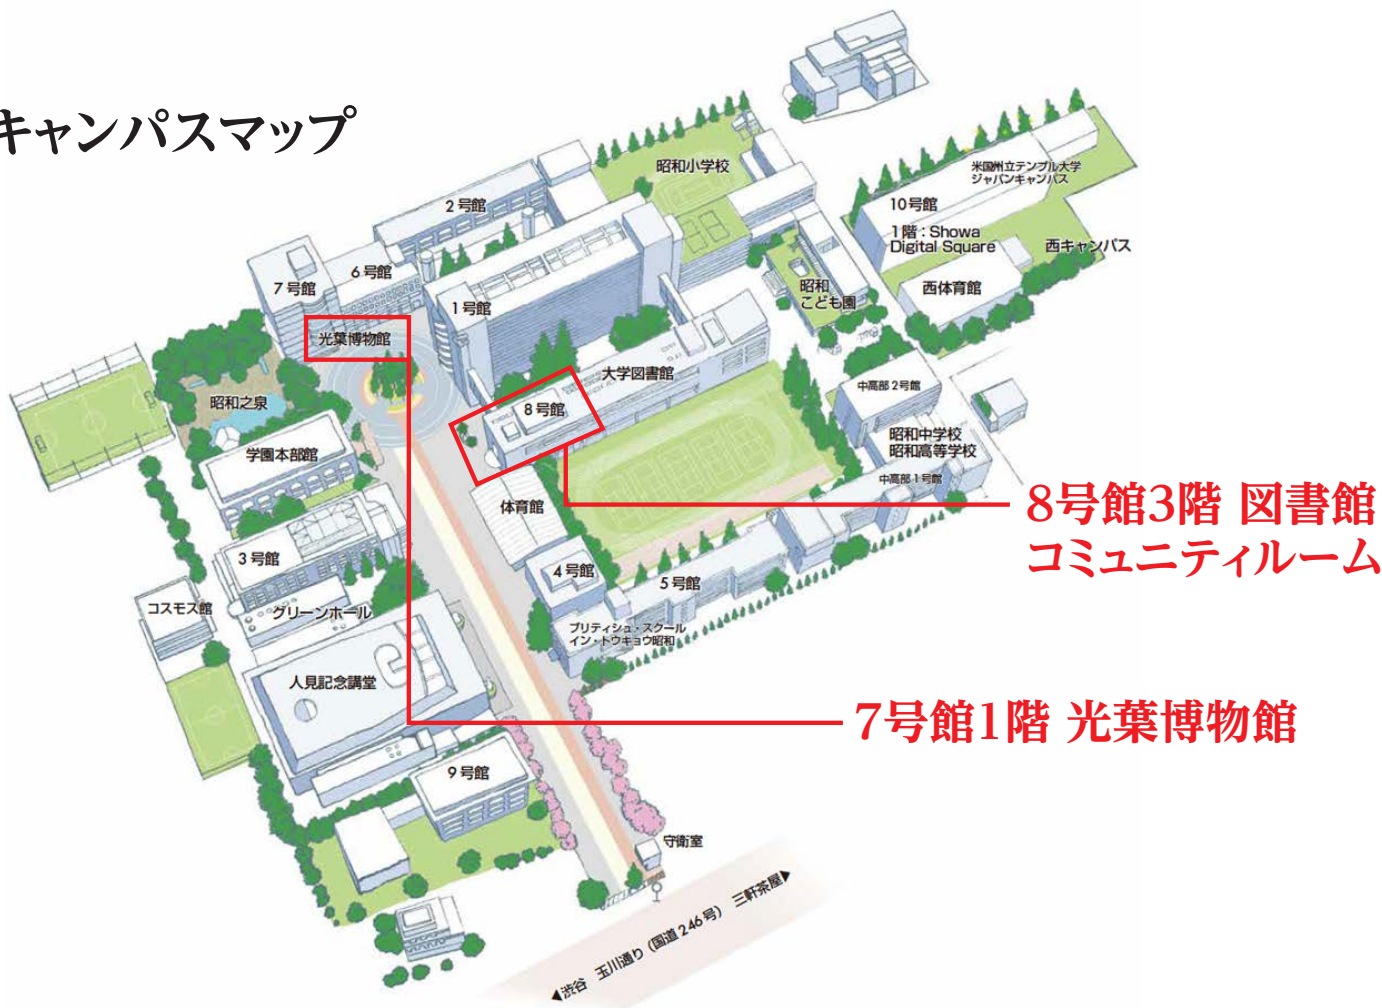 キャンパスマップ
昭和小学校
米国州立テンプル大学
ジャパンキャンパス
2号館
10号館
1階：Showa
Digital Square
西キャンパス
6号館
7号館
1号館
昭和
こども園
西体育館
光葉博物館
大学図書館
中高部2号館
昭和之泉
8号館
昭和中学校
昭和高等学校
学園本部館
中高部1号館
体育館
8号館3階 図書館
コミュニティルーム
3号館
4号館
5号館
コスモス館
グリーンホール
ブリティッシュ・スクール
イン・トウキョウ昭和
人見記念講堂
7号館1階 光葉博物館
9号館
守衛室
◀渋谷 玉川通り（国道246号） 三軒茶屋▶